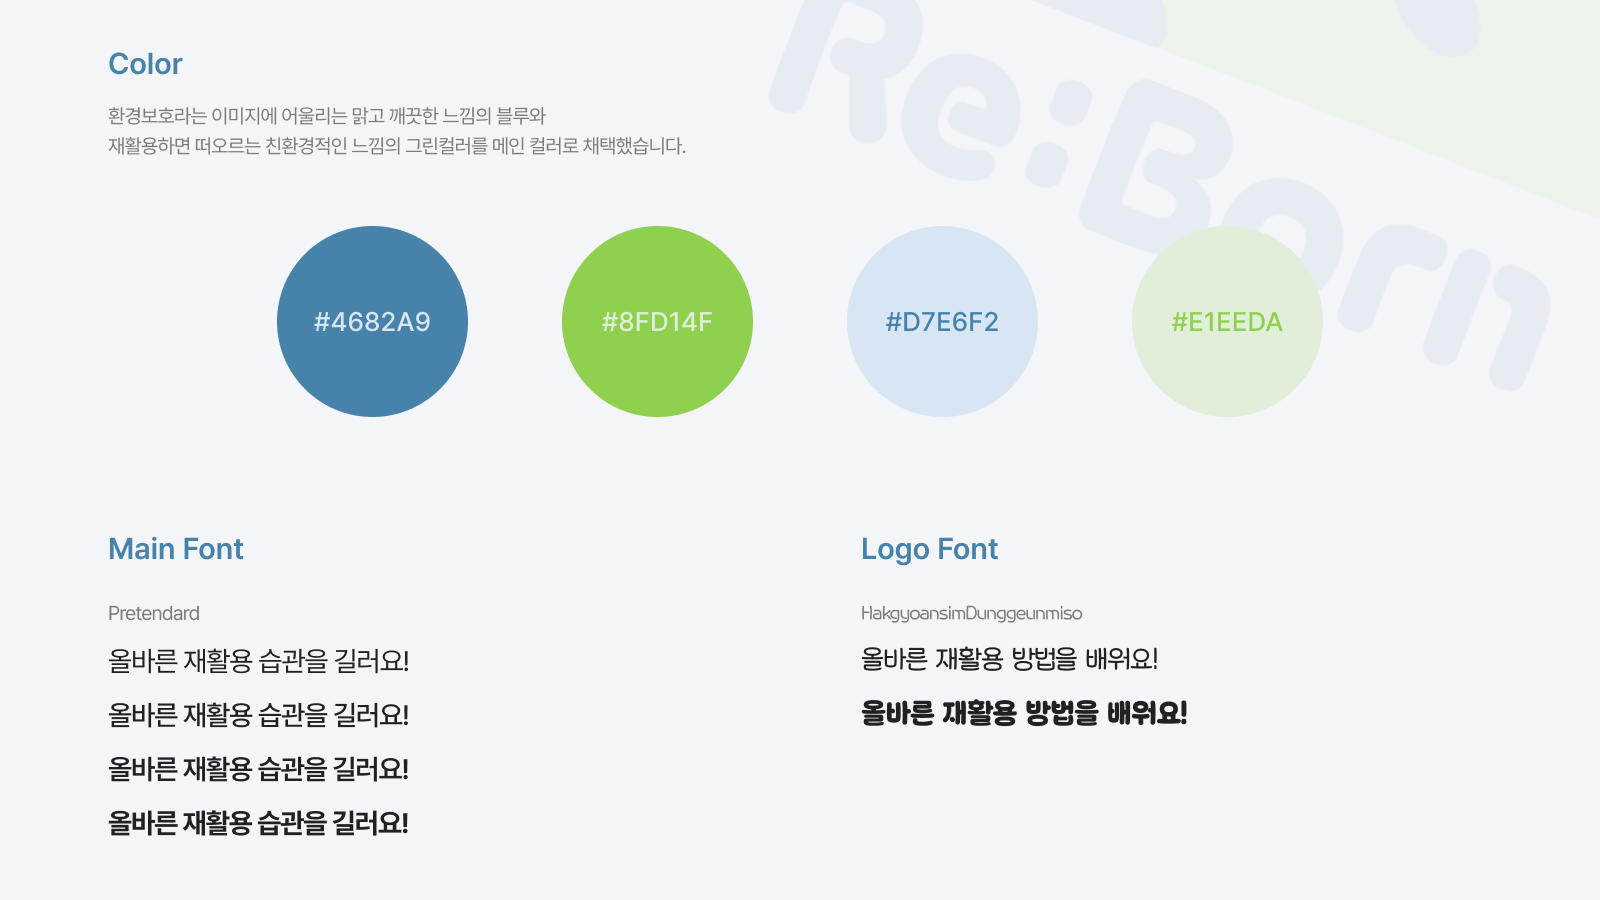 Re:Born
Color
환경보호라는 이미지에 어울리는 맑고 깨끗한 느낌의 블루와
재활용하면 떠오르는 친환경적인 느낌의 그린컬러를 메인 컬러로 채택했습니다.
#4682A9
#8FD14F
#D7E6F2
#E1EEDA
Main Font
Pretendard
올바른 재활용 습관을 길러요!
올바른 재활용 습관을 길러요!
올바른 재활용 습관을 길러요!
올바른 재활용 습관을 길러요!
Logo Font
HakgyoansimDunggeunmiso
올바른 재활용 방법을 배워요!
올바른 재활용 방법을 배워요!